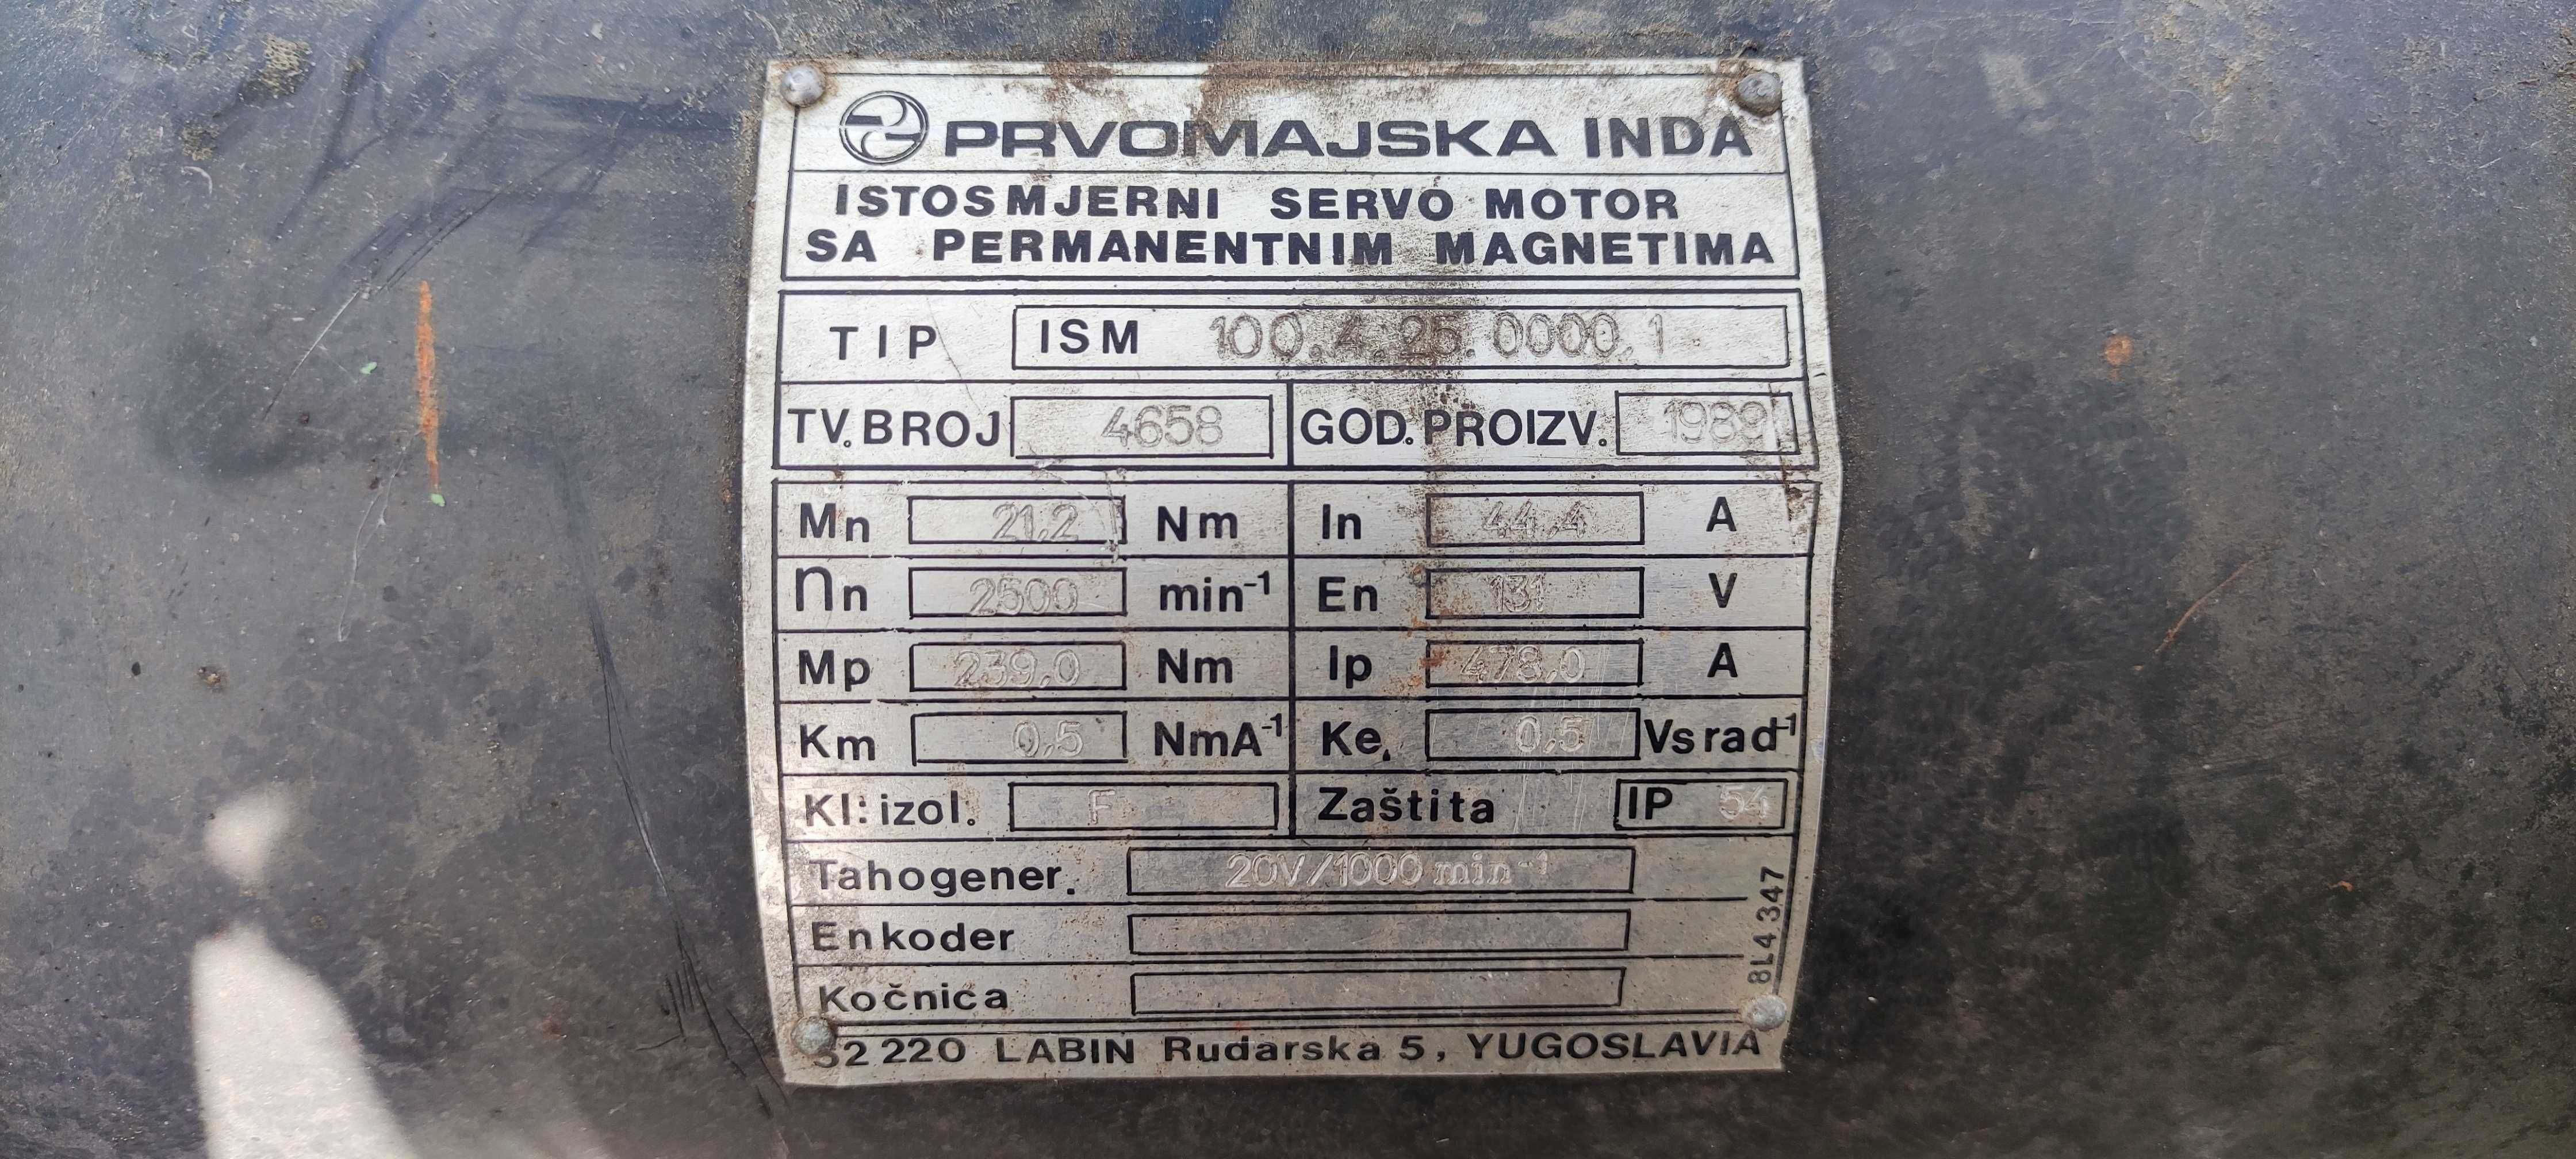 PRVOMAJSKA INDA
ISTOSMJERNI SERVO MOTOR
SA PERMANENTNIM MAGNETIMA
TIP ISM 100.4.25.0000.1
TV. BROJ 4658 GOD. PROIZV. 1989
Mn 21,2 Nm In 44,4 A
nn 2500 min⁻¹ En 131 V
Mp 239,0 Nm Ip 478,0 A
Km 0,5 NmA⁻¹ Ke. 0,5 Vs rad⁻¹
Kl: izol. F Zaštita IP 54
Tahogener. 20V/1000 min⁻¹
Enkoder
Kočnica
8L4347
52 220 LABIN Rudarska 5, YUGOSLAVIA